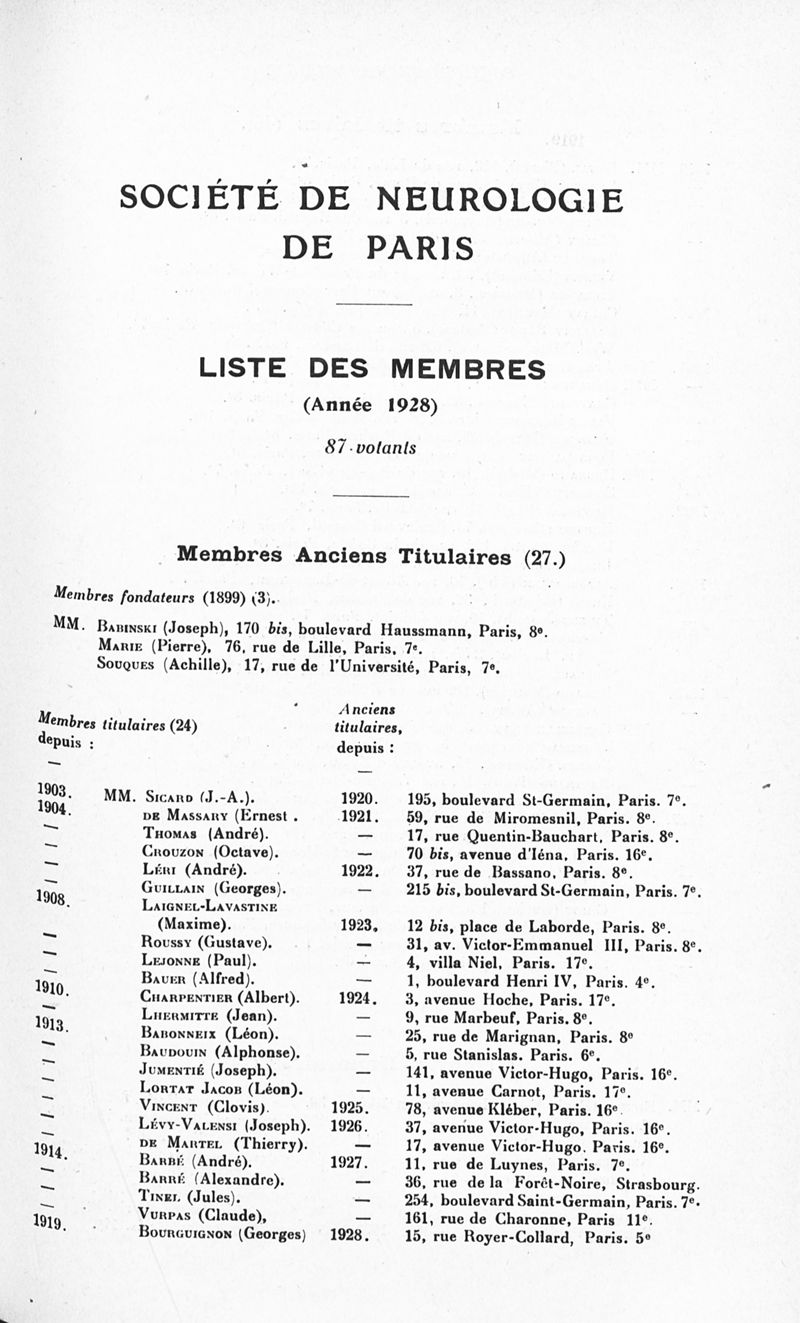 SOCIÉTÉ DE NEUROLOGIE
DE PARIS
LISTE DES MEMBRES
(Année 1928)
87 votants
Membres Anciens Titulaires (27.)
Membres fondateurs (1899) (3).
MM. BABINSKI (Joseph), 170 bis, boulevard Haussmann, Paris, 8e.
MARIE (Pierre), 76, rue de Lille, Paris, 7e.
SOUQUES (Achille), 17, rue de l'Université, Paris, 7e.
Membres titulaires (24)
depuis :
—
Anciens
titulaires,
depuis :
—
1903. MM. SICARD (J.-A.). 1920. 195, boulevard St-Germain, Paris. 7e.
1904. DE MASSARY (Ernest . 1921. 59, rue de Miromesnil, Paris. 8e.
— THOMAS (André). — 17, rue Quentin-Bauchart, Paris. 8e.
— CROUZON (Octave). — 70 bis, avenue d'Iéna, Paris. 16e.
— LÉRI (André). 1922. 37, rue de Bassano, Paris. 8e.
— GUILLAIN (Georges). — 215 bis, boulevard St-Germain, Paris. 7e.
1908. LAIGNEL-LAVASTINE
(Maxime). 1923. 12 bis, place de Laborde, Paris. 8e.
— ROUSSY (Gustave). — 31, av. Victor-Emmanuel III, Paris. 8e.
— LEJONNE (Paul). — 4, villa Niel, Paris. 17e.
— BAUER (Alfred). — 1, boulevard Henri IV, Paris. 4e.
1910. CHARPENTIER (Albert). 1924. 3, avenue Hoche, Paris. 17e.
— LHERMITTE (Jean). — 9, rue Marbeuf, Paris. 8e.
1913. BABONNEIX (Léon). — 25, rue de Marignan, Paris. 8e
— BAUDOUIN (Alphonse). — 5, rue Stanislas. Paris. 6e.
— JUMENTIÉ (Joseph). — 141, avenue Victor-Hugo, Paris. 16e.
— LORTAT JACOB (Léon). — 11, avenue Carnot, Paris. 17e.
— VINCENT (Clovis). 1925. 78, avenue Kléber, Paris. 16e
— LÉVY-VALENSI (Joseph). 1926. 37, avenue Victor-Hugo, Paris. 16e.
— DE MARTEL (Thierry). — 17, avenue Victor-Hugo. Paris. 16e.
1914. BARBÉ (André). 1927. 11, rue de Luynes, Paris. 7e.
— BARRÉ (Alexandre). — 36, rue de la Forêt-Noire, Strasbourg.
— TINEL (Jules). — 254, boulevard Saint-Germain, Paris. 7e.
— VURPAS (Claude), — 161, rue de Charonne, Paris 11e.
1919. BOURGUIGNON (Georges) 1928. 15, rue Royer-Collard, Paris. 5e